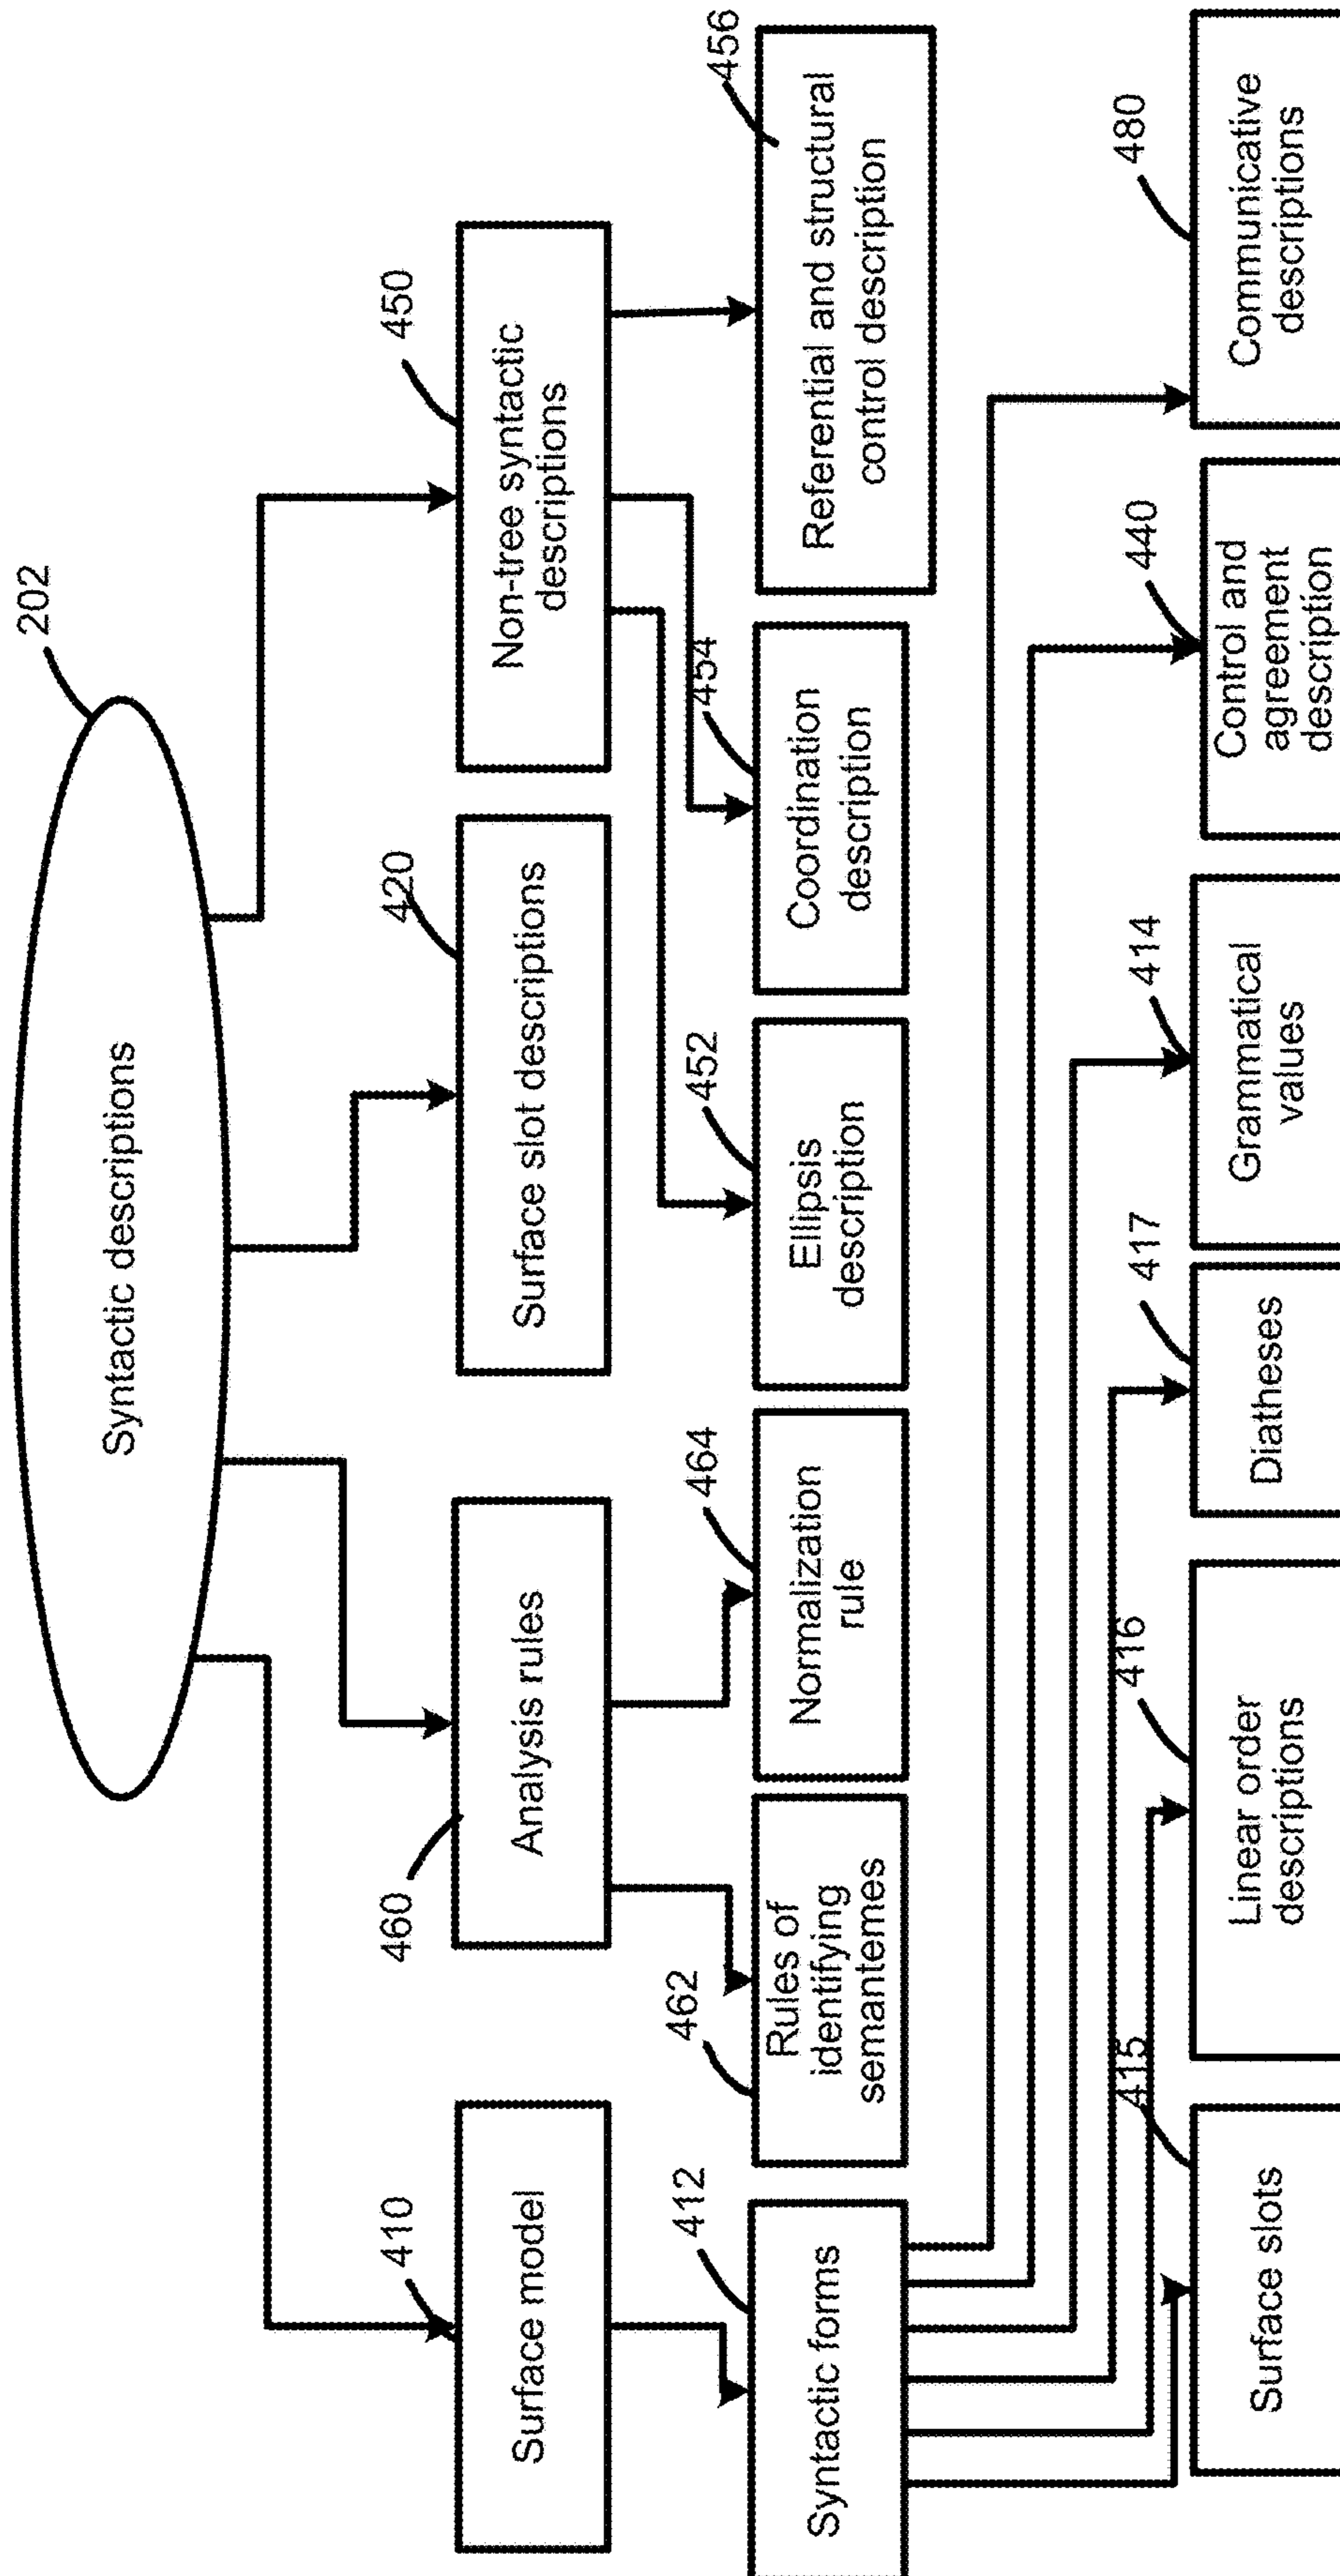 202
Syntactic descriptions
410
460
420
450
Surface model
Analysis rules
Surface slot descriptions
Non-tree syntactic
descriptions
412
462
464
452
454
456
Syntactic forms
Rules of
identifying
semantemes
Normalization
rule
Ellipsis
description
Coordination
description
Referential and structural
control description
415
416
417
414
440
480
Surface slots
Linear order
descriptions
Diatheses
Grammatical
values
Control and
agreement
description
Communicative
descriptions